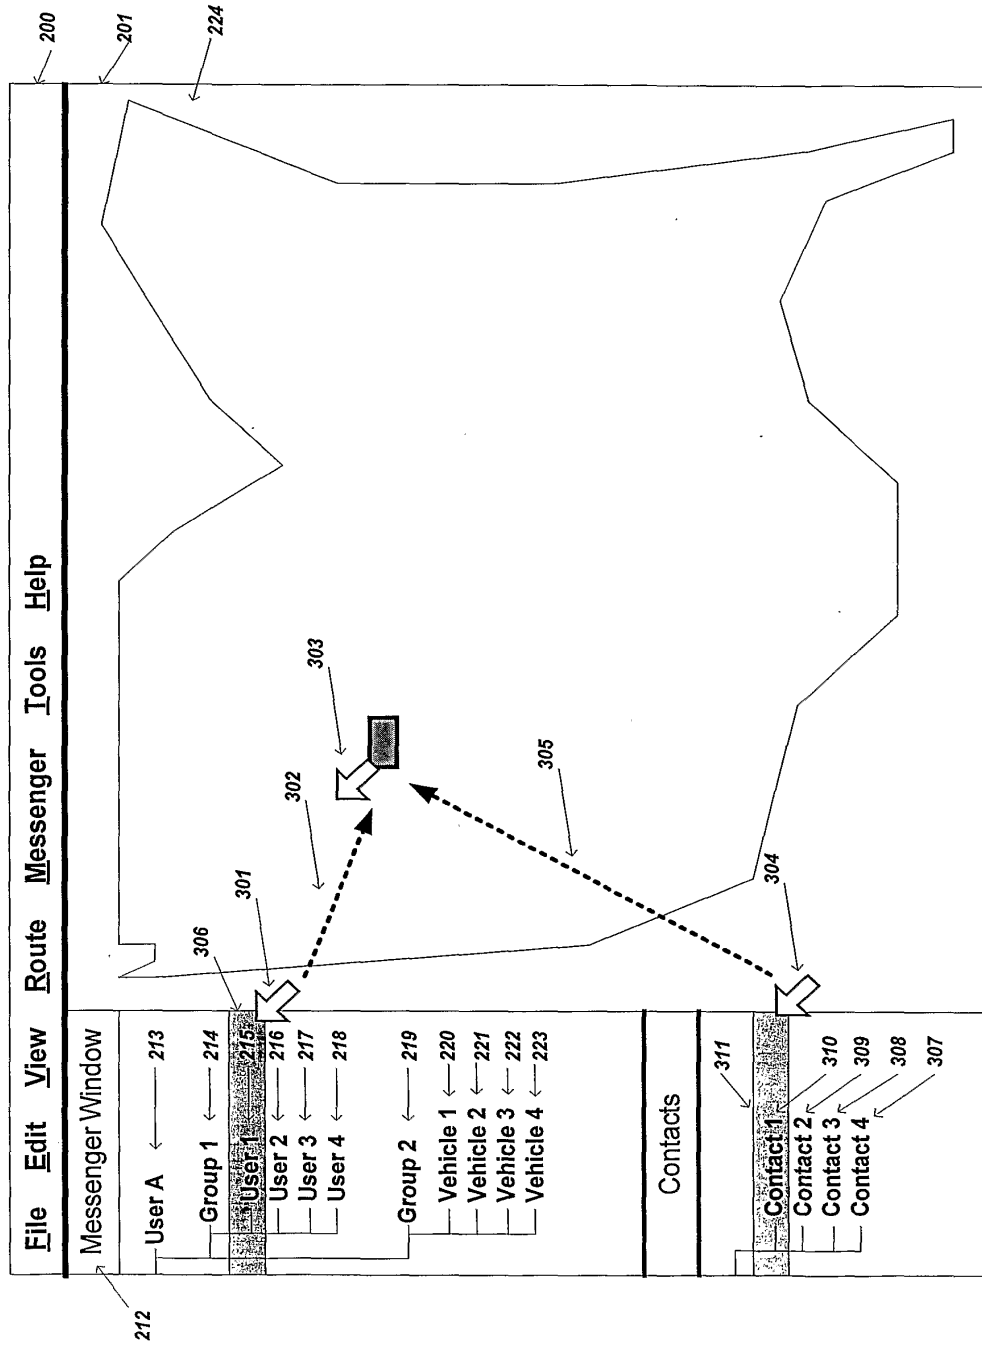 File Edit View Route Messenger Tools Help
200
201
224
Messenger Window
212
User A 213
Group 1 214
User 1 215
User 2 216
User 3 217
User 4 218
Group 2 219
Vehicle 1 220
Vehicle 2 221
Vehicle 3 222
Vehicle 4 223
306
301
302
303
305
304
Contacts
311
Contact 1 310
Contact 2 309
Contact 3 308
Contact 4 307